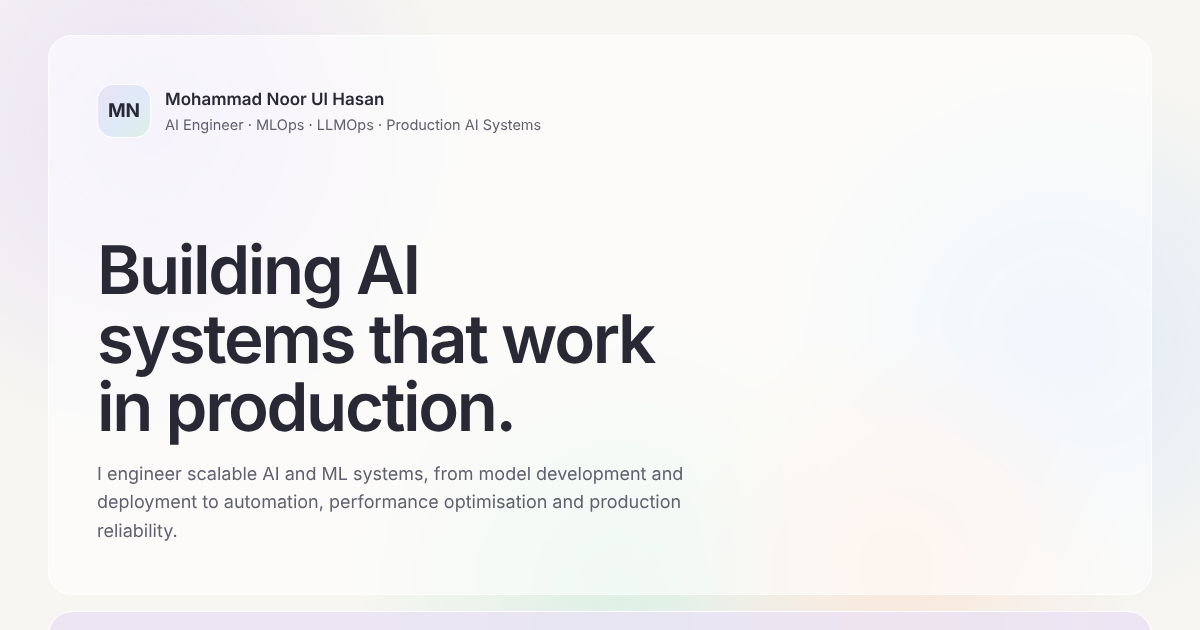 MN
Mohammad Noor Ul Hasan
AI Engineer · MLOps · LLMOps · Production AI Systems
Building AI
systems that work
in production.
I engineer scalable AI and ML systems, from model development and
deployment to automation, performance optimisation and production
reliability.